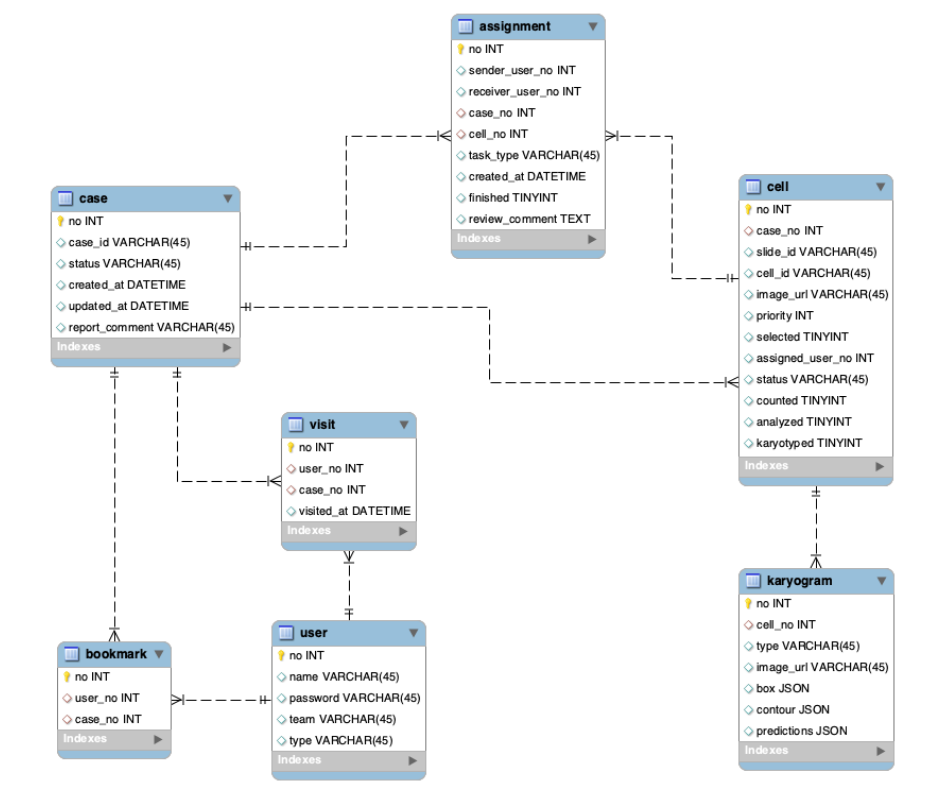 assignment
no INT
sender_user_no INT
receiver_user_no INT
case_no INT
cell_no INT
task_type VARCHAR(45)
created_at DATETIME
finished TINYINT
review_comment TEXT
Indexes
case
no INT
case_id VARCHAR(45)
status VARCHAR(45)
created_at DATETIME
updated_at DATETIME
report_comment VARCHAR(45)
Indexes
cell
no INT
case_no INT
slide_id VARCHAR(45)
cell_id VARCHAR(45)
image_url VARCHAR(45)
priority INT
selected TINYINT
assigned_user_no INT
status VARCHAR(45)
counted TINYINT
analyzed TINYINT
karyotyped TINYINT
Indexes
visit
no INT
user_no INT
case_no INT
visited_at DATETIME
Indexes
bookmark
no INT
user_no INT
case_no INT
Indexes
user
no INT
name VARCHAR(45)
password VARCHAR(45)
team VARCHAR(45)
type VARCHAR(45)
Indexes
karyogram
no INT
cell_no INT
type VARCHAR(45)
image_url VARCHAR(45)
box JSON
contour JSON
predictions JSON
Indexes